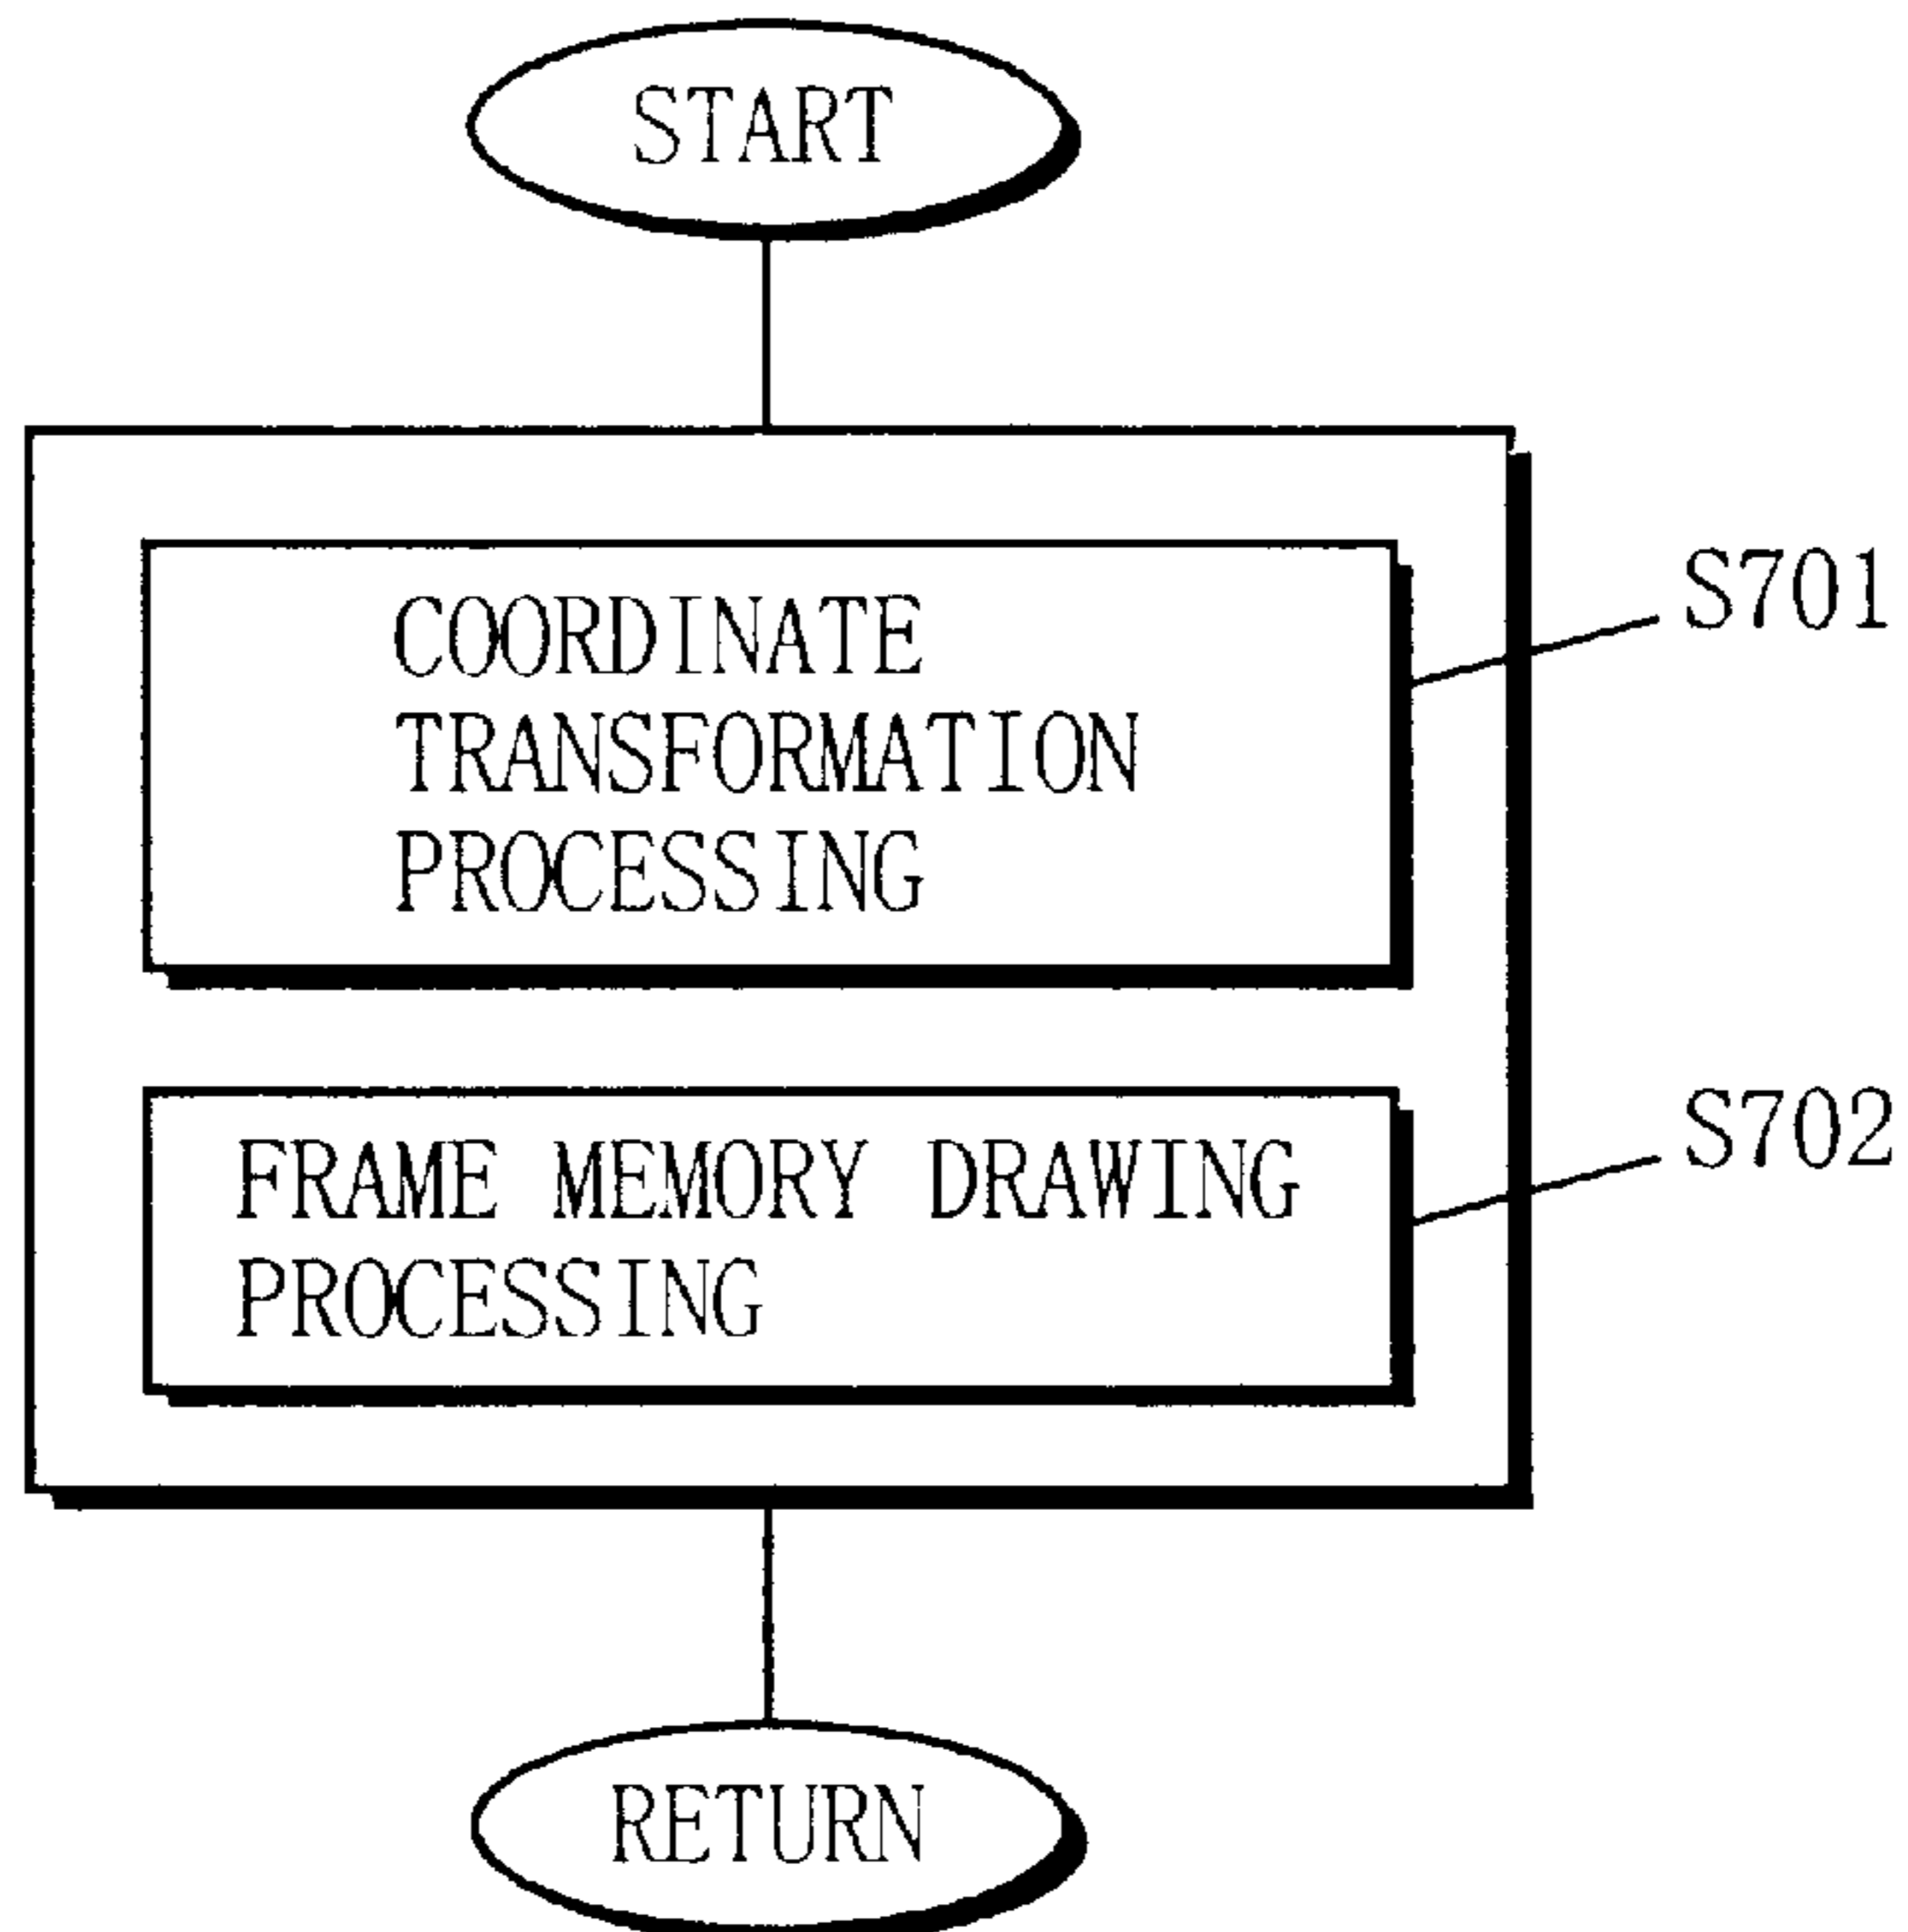 START
COORDINATE
TRANSFORMATION
PROCESSING
S701
FRAME MEMORY DRAWING
PROCESSING
S702
RETURN